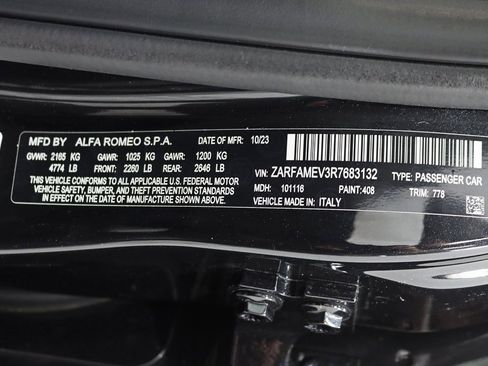 MFD BY ALFA ROMEO S.P.A. DATE OF MFR 10/23
GVWR: 2165 KG GAWR: 1025 KG GAWR: 1200 KG
4774 LB FRONT: 2260 LB REAR: 2646 LB
THIS VEHICLE CONFORMS TO ALL APPLICABLE U.S. FEDERAL MOTOR
VEHICLE SAFETY, BUMPER, AND THEFT PREVENTION STANDARDS
IN EFFECT ON THE DATE OF MANUFACTURE SHOWN ABOVE.
VIN: ZARFAMEV3R7683132 TYPE: PASSENGER CAR
MDH: 101116 PAINT: 408 TRIM: 778
VEHICLE MADE IN: ITALY